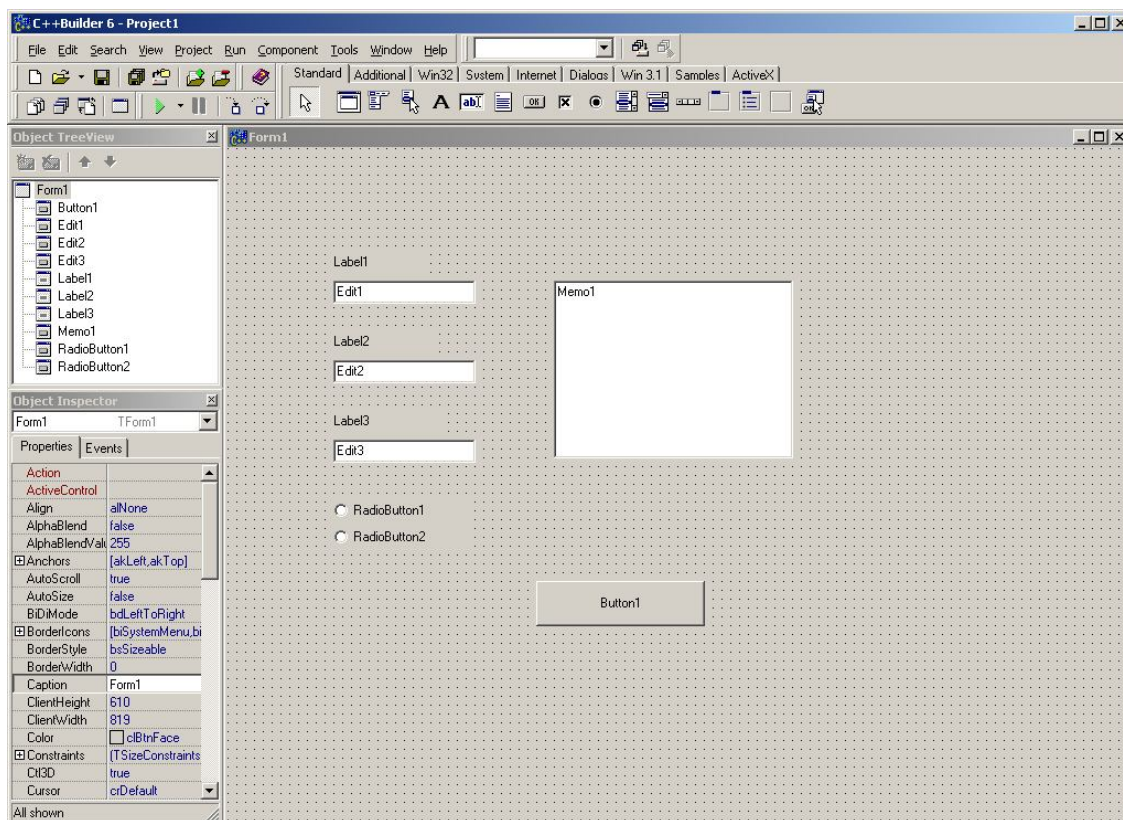 C++Builder 6 - Project1
File Edit Search View Project Run Component Tools Window Help
Standard Additional Win32 System Internet Dialogs Win 3.1 Samples ActiveX
A ab OK
Object TreeView
Form1
Button1
Edit1
Edit2
Edit3
Label1
Label2
Label3
Memo1
RadioButton1
RadioButton2
Object Inspector
Form1 TForm1
Properties Events
Action
ActiveControl
Align alNone
AlphaBlend false
AlphaBlendValu 255
Anchors [akLeft,akTop]
AutoScroll true
AutoSize false
BiDiMode bdLeftToRight
BorderIcons [biSystemMenu,bi
BorderStyle bsSizeable
BorderWidth 0
Caption Form1
ClientHeight 610
ClientWidth 819
Color clBtnFace
Constraints (TSizeConstraints
Ctl3D true
Cursor crDefault
All shown
Form1
Label1
Edit1
Label2
Edit2
Label3
Edit3
RadioButton1
RadioButton2
Memo1
Button1